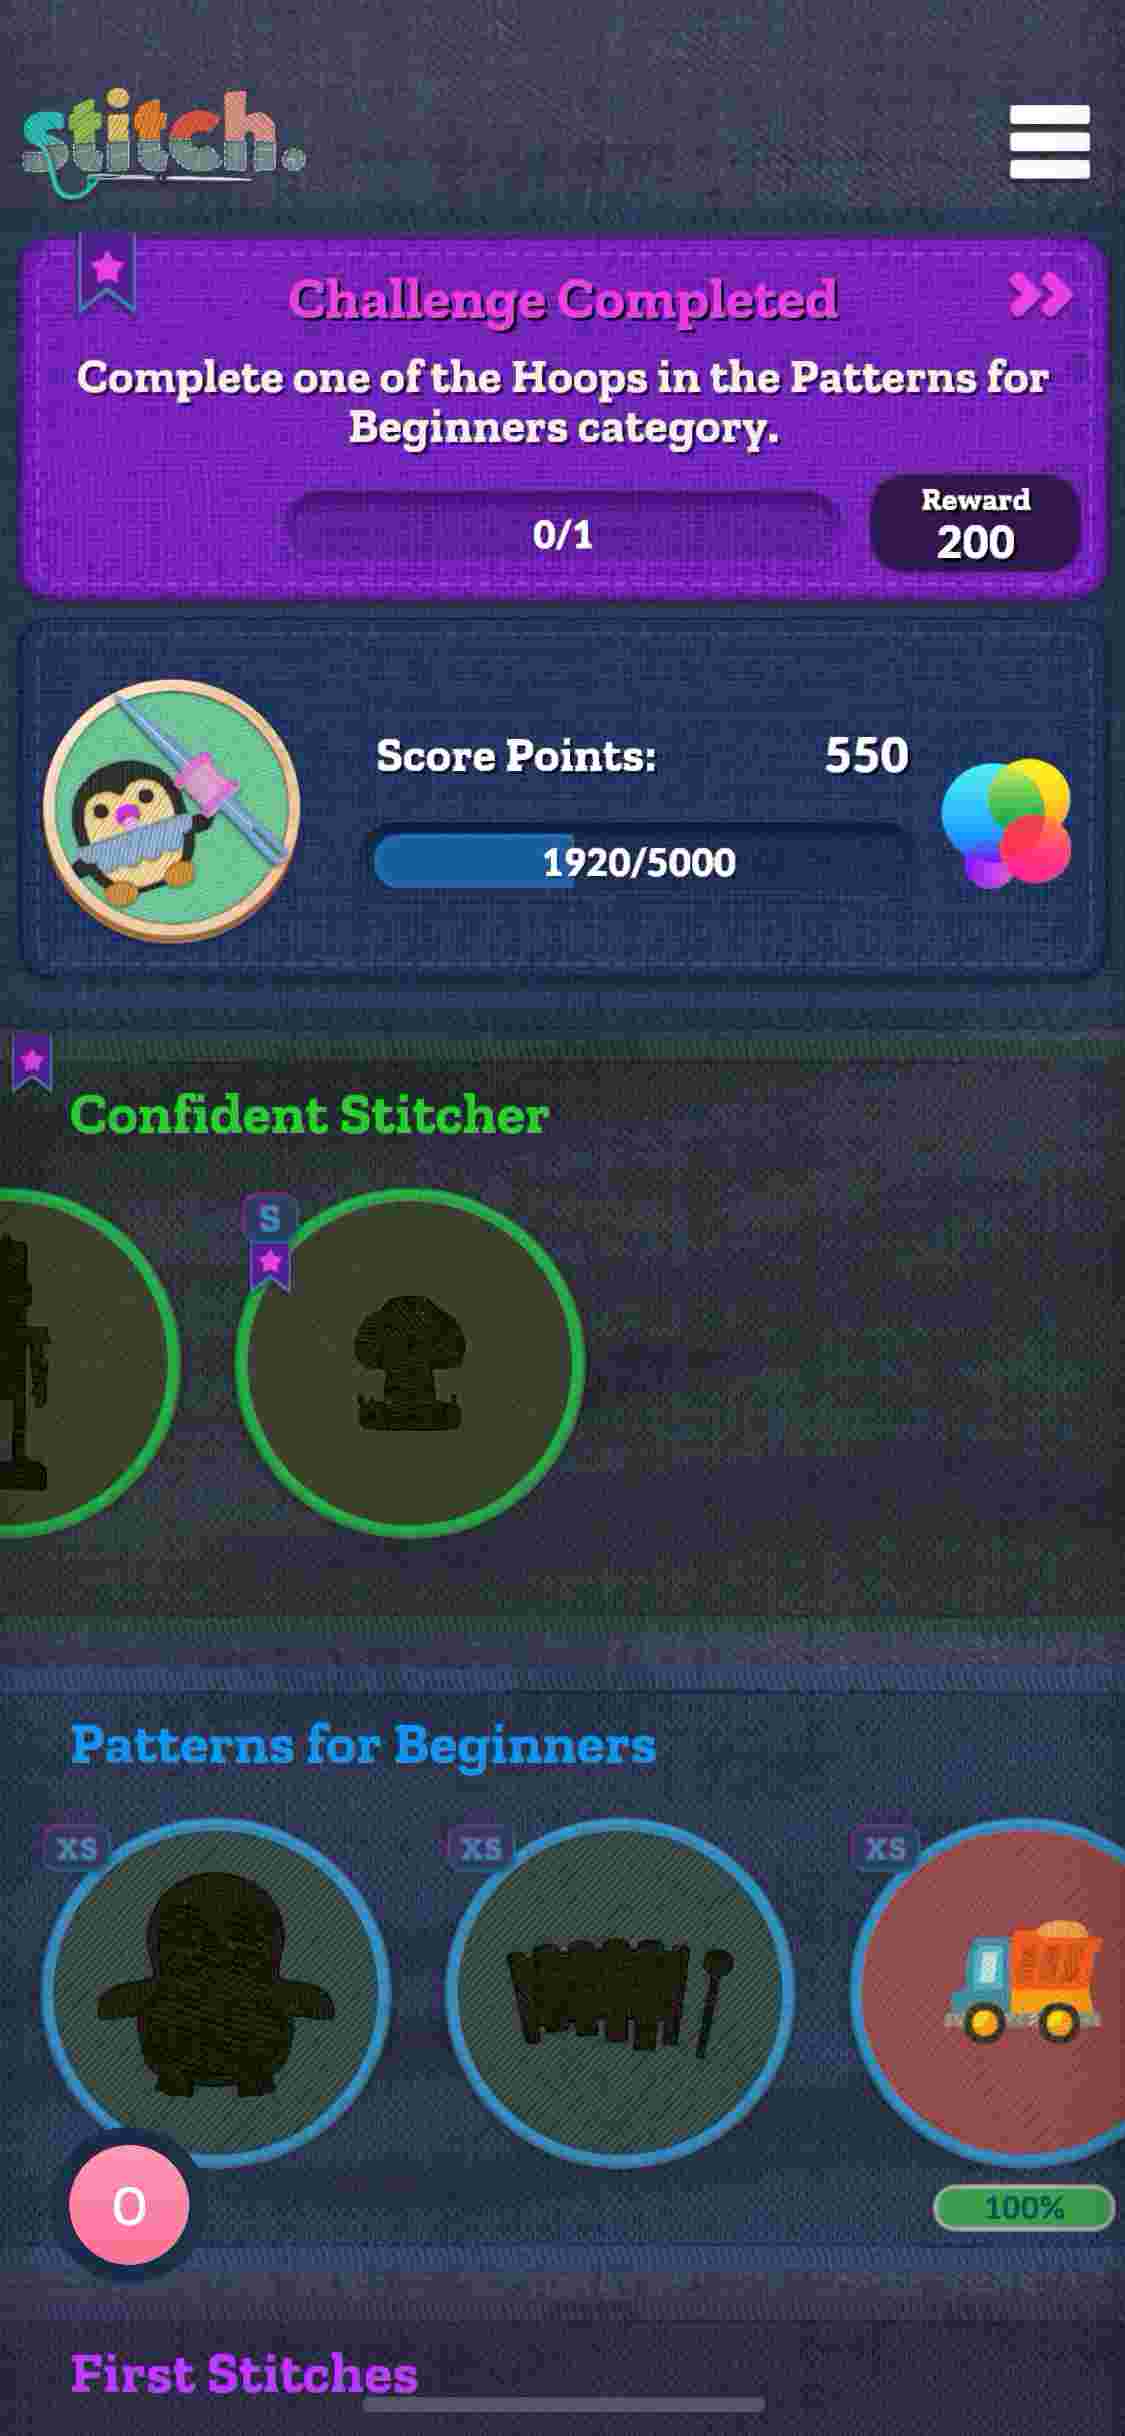 stitch.
Challenge Completed
Complete one of the Hoops in the Patterns for
Beginners category.
0/1
Reward
200
Score Points: 550
1920/5000
Confident Stitcher
S
Patterns for Beginners
XS XS XS
0
100%
First Stitches